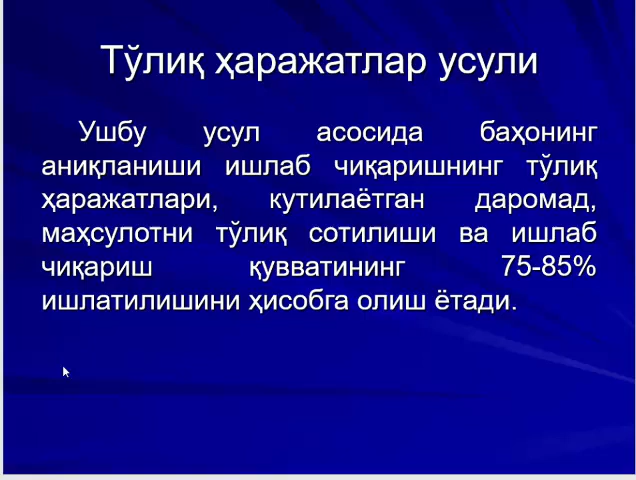 Тўлиқ ҳаражатлар усули
Ушбу усул асосида баҳонинг
аниқланиши ишлаб чиқаришнинг тўлиқ
ҳаражатлари, кутилаётган даромад,
маҳсулотни тўлиқ сотилиши ва ишлаб
чиқариш қувватининг 75-85%
ишлатилишини ҳисобга олиш ётади.